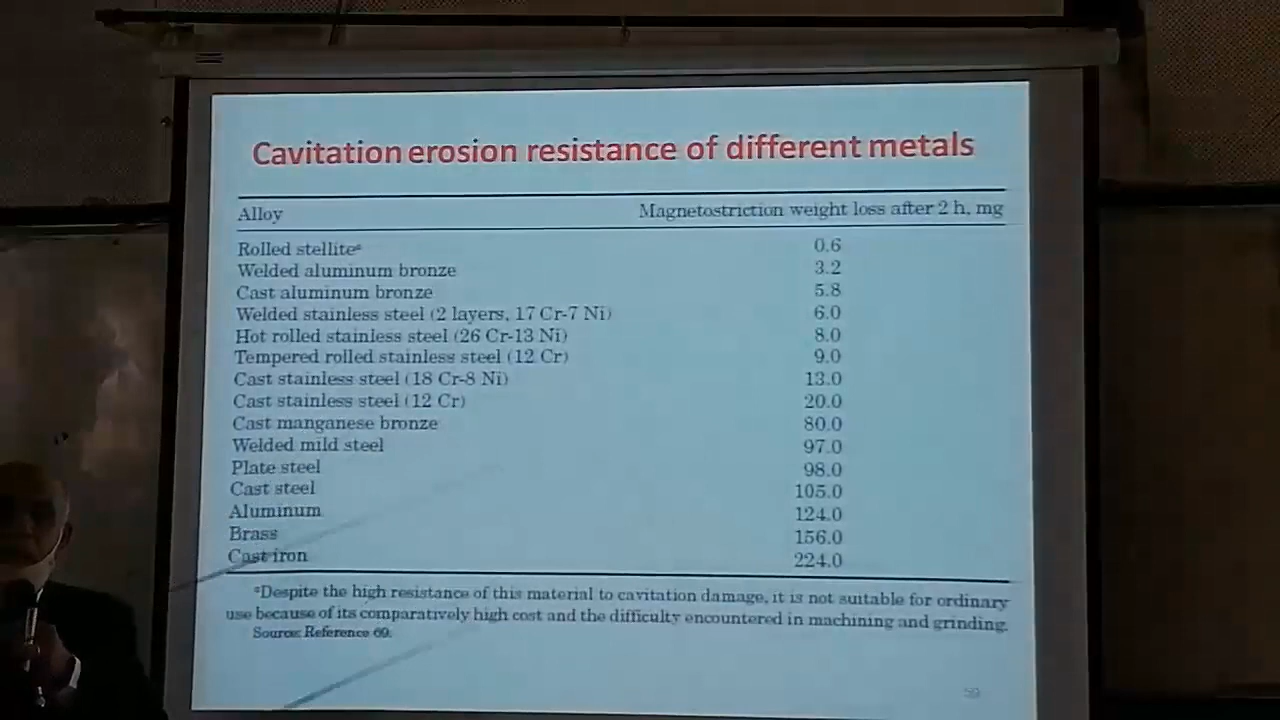 Cavitation erosion resistance of different metals
Alloy Magnetostriction weight loss after 2 h, mg
Rolled stelliteᵃ 0.6
Welded aluminum bronze 3.2
Cast aluminum bronze 5.8
Welded stainless steel (2 layers, 17 Cr-7 Ni) 6.0
Hot rolled stainless steel (26 Cr-13 Ni) 8.0
Tempered rolled stainless steel (12 Cr) 9.0
Cast stainless steel (18 Cr-8 Ni) 13.0
Cast stainless steel (12 Cr) 20.0
Cast manganese bronze 80.0
Welded mild steel 97.0
Plate steel 98.0
Cast steel 105.0
Aluminum 124.0
Brass 156.0
Cast iron 224.0
ᵃDespite the high resistance of this material to cavitation damage, it is not suitable for ordinary
use because of its comparatively high cost and the difficulty encountered in machining and grinding.
Source: Reference 69.